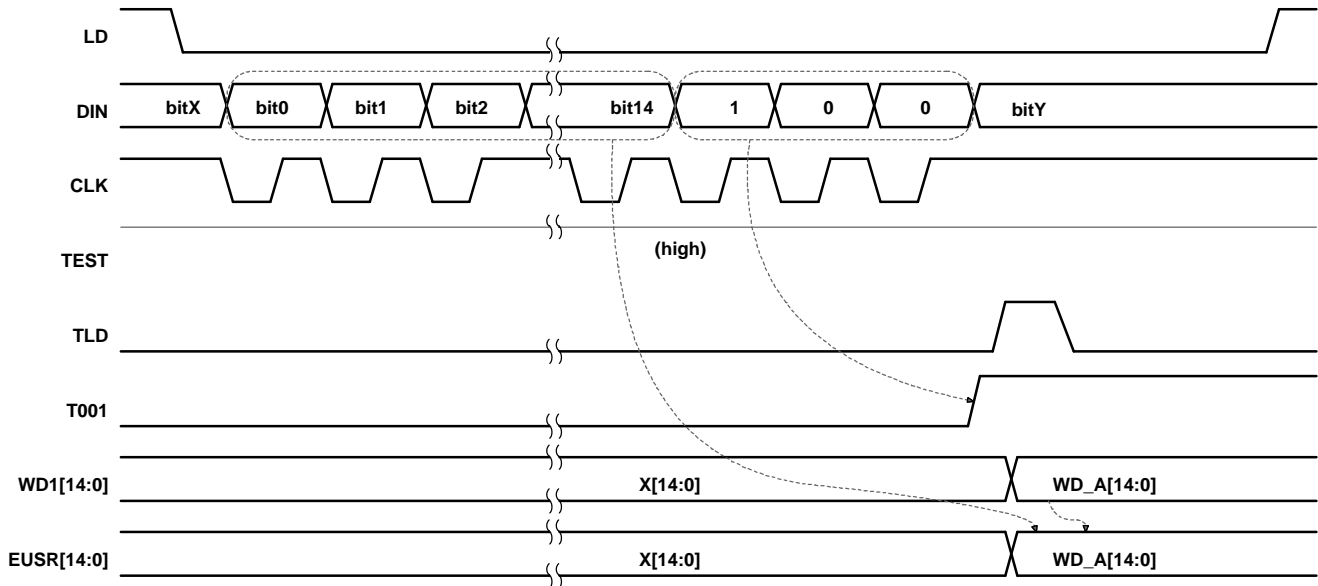 LD
DIN bitX bit0 bit1 bit2 bit14 1 0 0 bitY
CLK
(high)
TEST
TLD
T001
WD1[14:0] X[14:0] WD_A[14:0]
EUSR[14:0] X[14:0] WD_A[14:0]